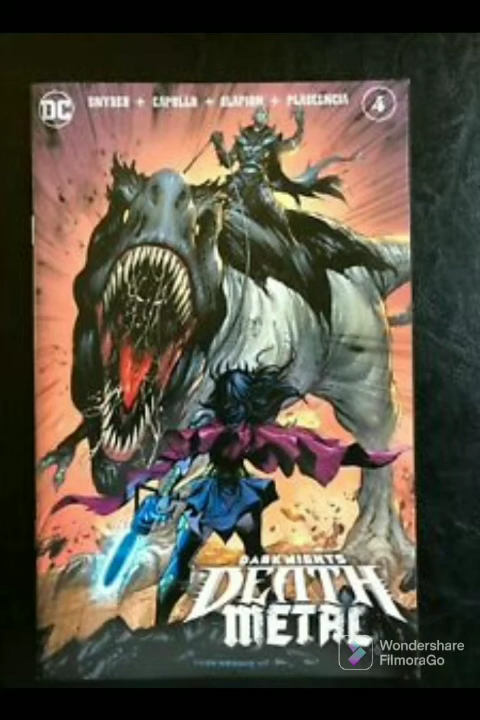 DC
SNYDER + CAPULLO + GLAPION + PLASCENCIA
4
DARK NIGHTS
DEATH
METAL
Wondershare
FilmoraGo